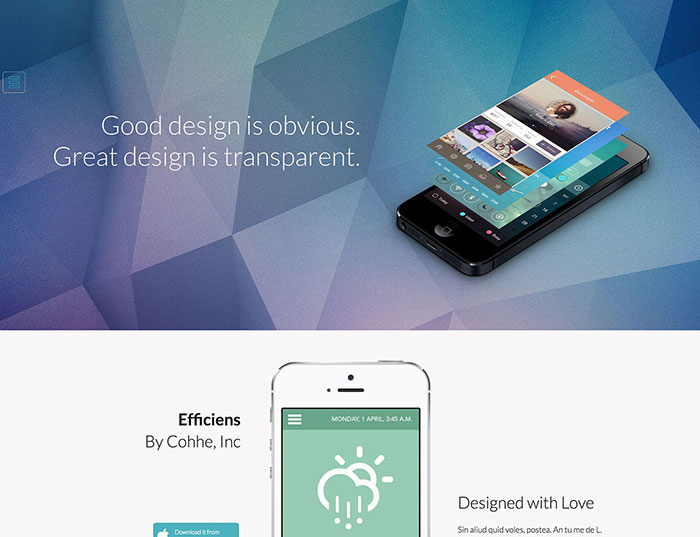 Good design is obvious.
Great design is transparent.
Efficiens
By Cohhe, Inc
MONDAY, 1 APRIL, 3:45 A.M.
Designed with Love
Sin aliud quid voles, postea. An tu me de L.
Download it from